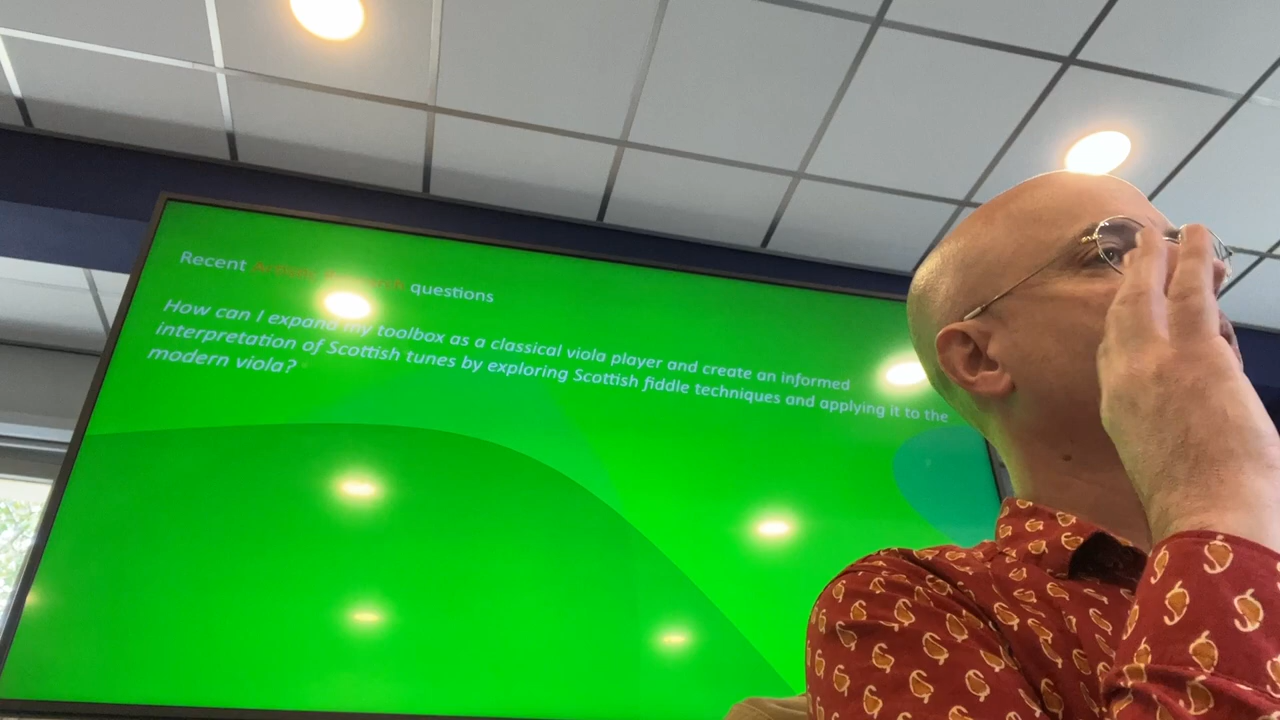 Recent questions
How can I expand my toolbox as a classical viola player and create an informed
interpretation of Scottish tunes by exploring Scottish fiddle techniques and applying it to the
modern viola?